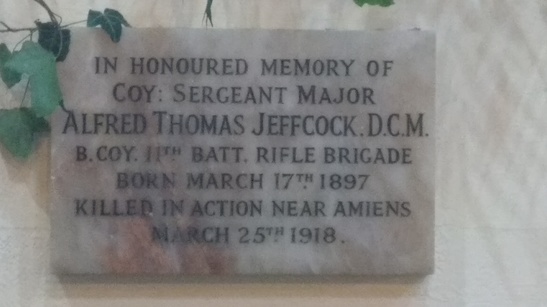 IN HONOURED MEMORY OF
COY: SERGEANT MAJOR
ALFRED THOMAS JEFFCOCK. D.C.M.
B. COY. 11TH BATT. RIFLE BRIGADE
BORN MARCH 17TH 1897
KILLED IN ACTION NEAR AMIENS
MARCH 25TH 1918.